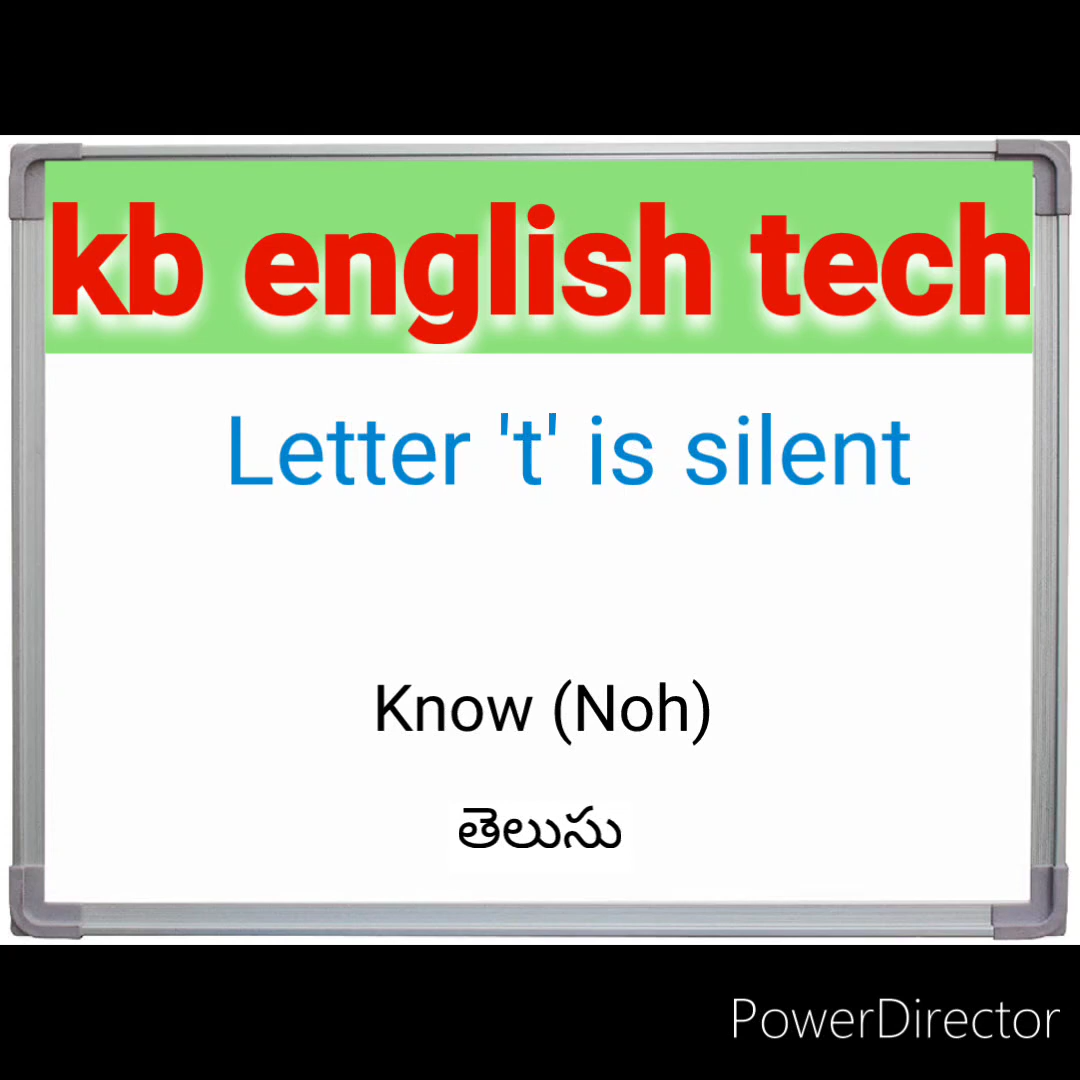 kb english tech
Letter 't' is silent
Know (Noh)
తెలుసు
PowerDirector